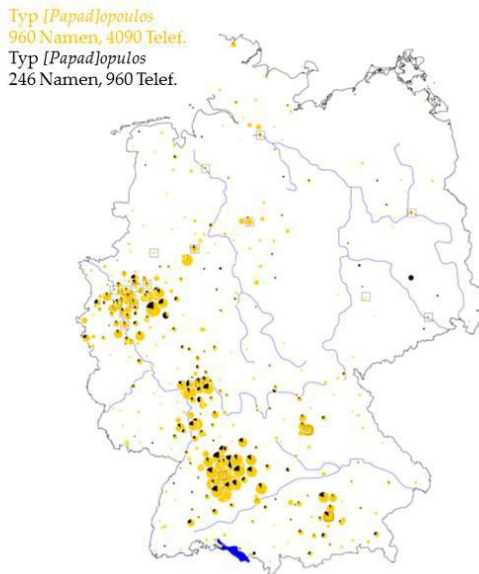 Typ [Papad]opoulos
960 Namen, 4090 Telef.
Typ [Papad]opulos
246 Namen, 960 Telef.